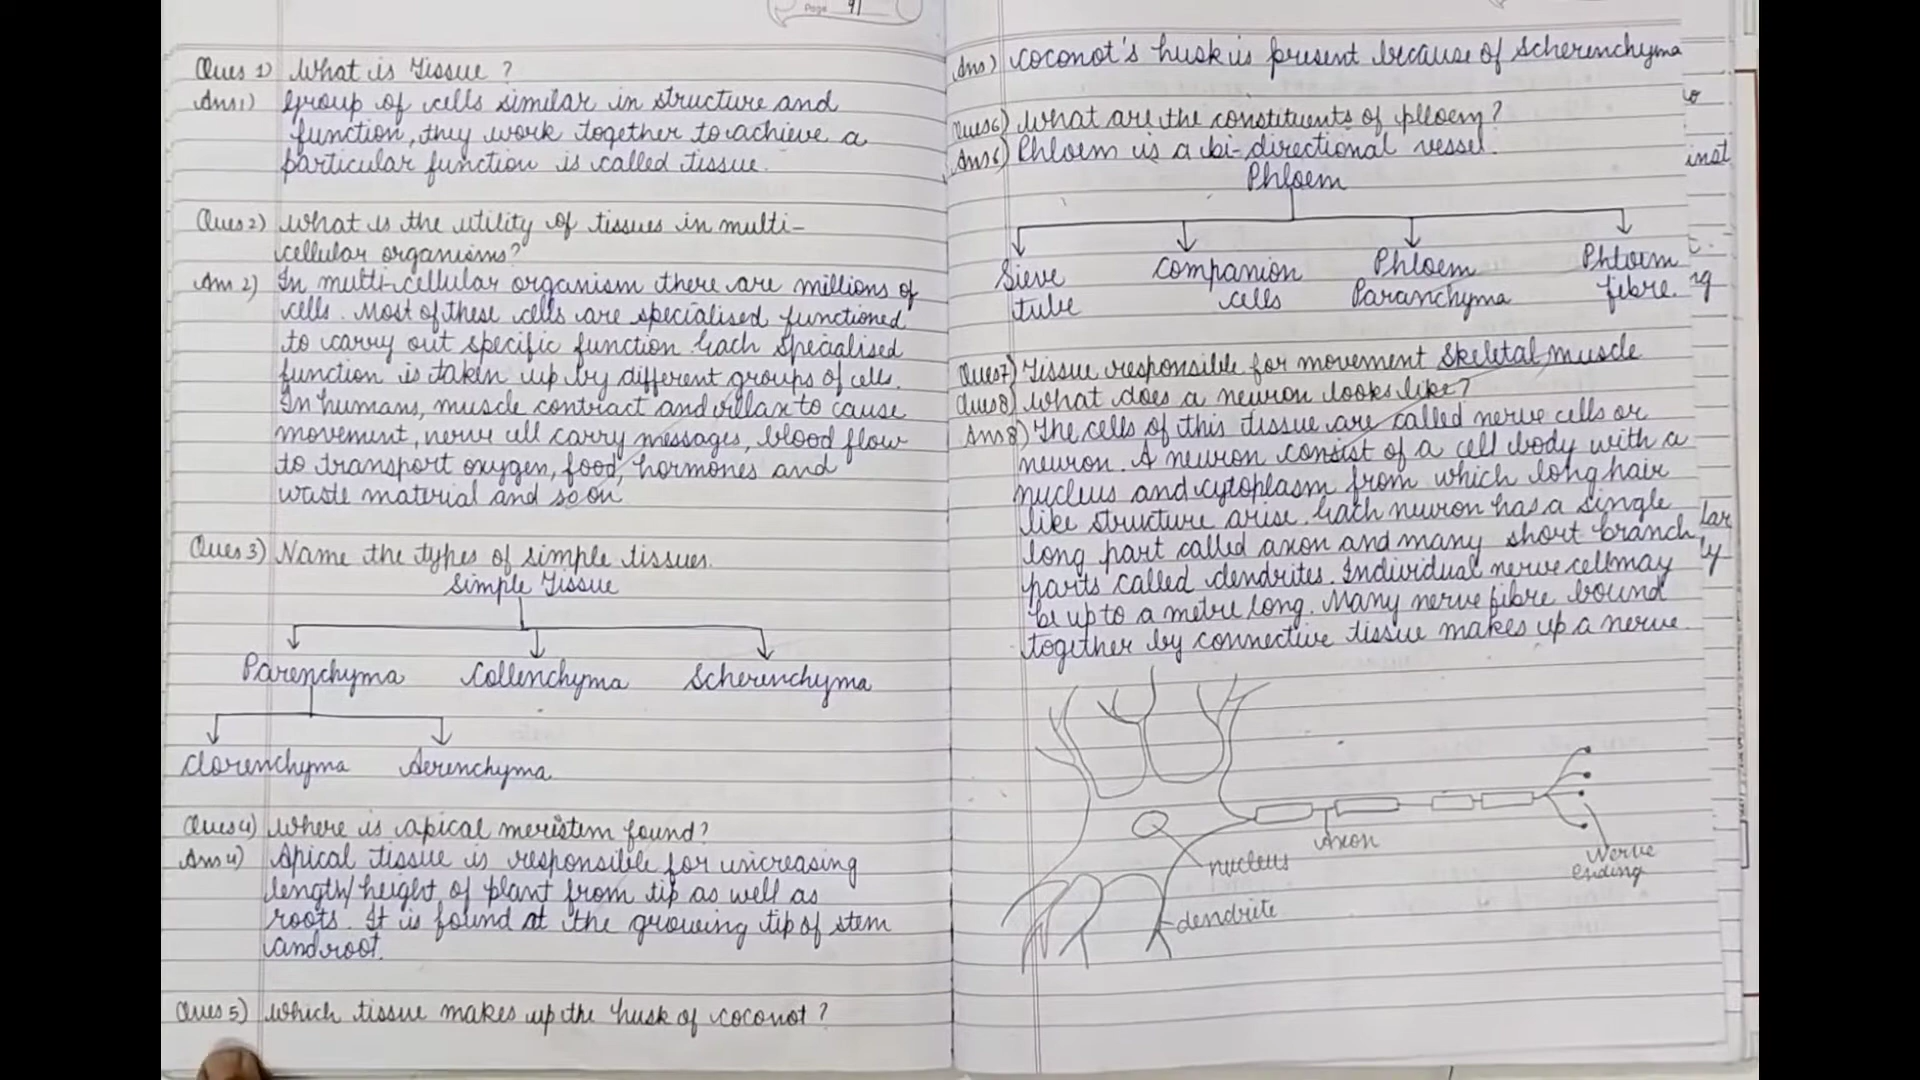 Page 91
Ques 1) What is Tissue ?
Ans 1) Group of cells similar in structure and
function, they work together to achieve a
particular function is called tissue.
Ques 2) What is the utility of tissues in multi-
cellular organisms?
Ans 2) In multi-cellular organism there are millions of
cells. Most of these cells are specialised functioned
to carry out specific function. Each specialised
function is taken up by different groups of cells.
In humans, muscle contract and relax to cause
movement, nerve cell carry messages, blood flow
to transport oxygen, food, hormones and
waste material and so on
Ques 3) Name the types of simple tissues.
Simple Tissue
Parenchyma Collenchyma Scherenchyma
Clorenchyma Aerenchyma
Ques 4) Where is apical meristem found?
Ans 4) Apical tissue is responsible for increasing
length/height of plant from tip as well as
roots. It is found at the growing tip of stem
and root.
Ques 5) Which tissue makes up the husk of coconot ?
Ans) Coconot's husk is present because of Scherenchyma
Ques 6) What are the constituents of plloem?
Ans 6) Phloem is a bi-directional vessel.
Phloem
Sieve Companion Phloem Phloem
tube cells Paranchyma fibre.
Ques 7) Tissue responsible for movement Skeletal muscle
Ques 8) What does a neuron looks like?
Ans 8) The cells of this tissue are called nerve cells or
neuron. A neuron consist of a cell body with a
nucleus and cytoplasm from which long hair
like structure arise. Each neuron has a single
long part called axon and many short branch
parts called dendrites. Individual nerve cell may
be up to a metre long. Many nerve fibre bound
together by connective tissue makes up a nerve.
Axon
nucleus
Nerve
ending
dendrite